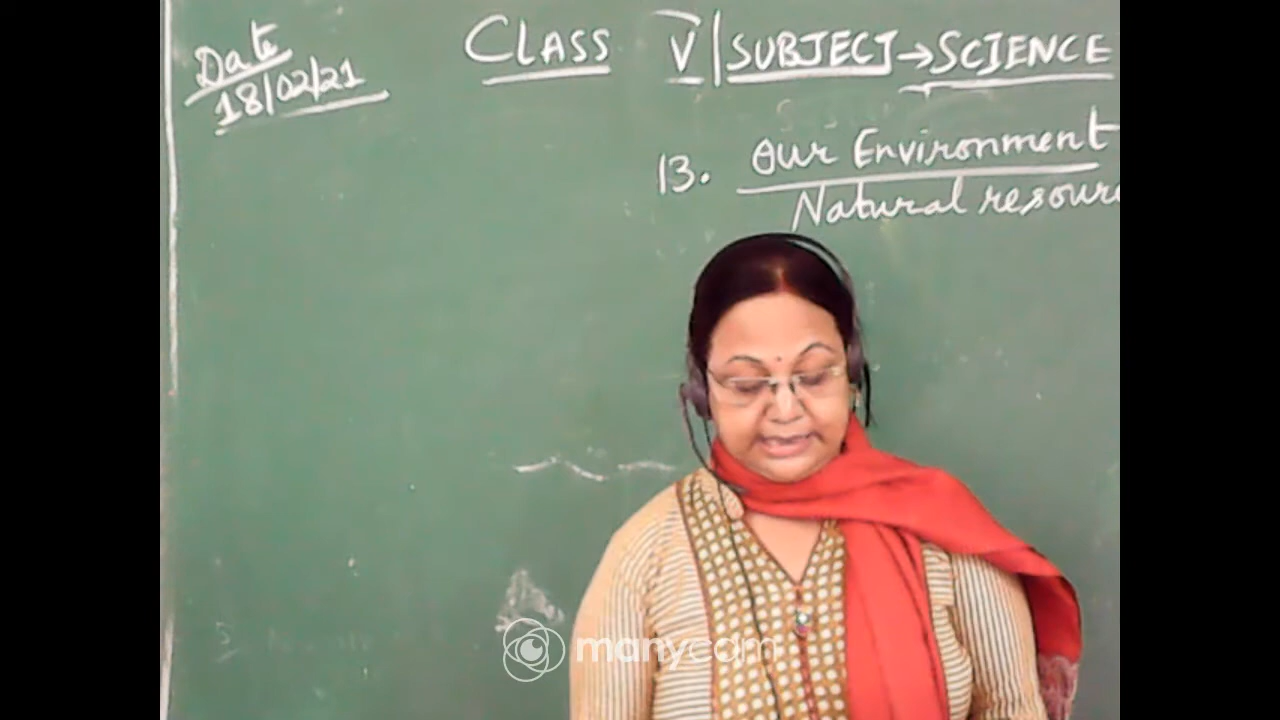 Date
18/02/21
CLASS V | SUBJECT → SCIENCE
13. Our Environment
Natural resour
manycam